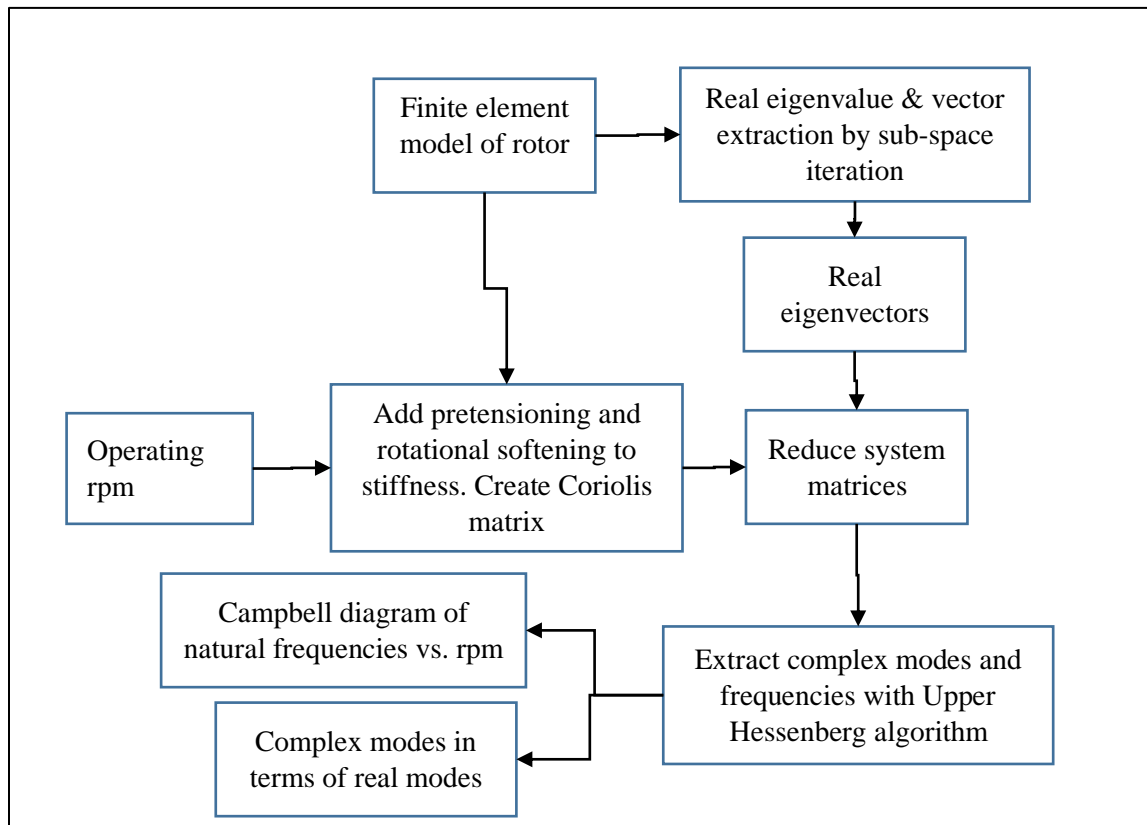 Finite element
model of rotor
Real eigenvalue & vector
extraction by sub-space
iteration
Real
eigenvectors
Operating
rpm
Add pretensioning and
rotational softening to
stiffness. Create Coriolis
matrix
Reduce system
matrices
Campbell diagram of
natural frequencies vs. rpm
Extract complex modes and
frequencies with Upper
Hessenberg algorithm
Complex modes in
terms of real modes